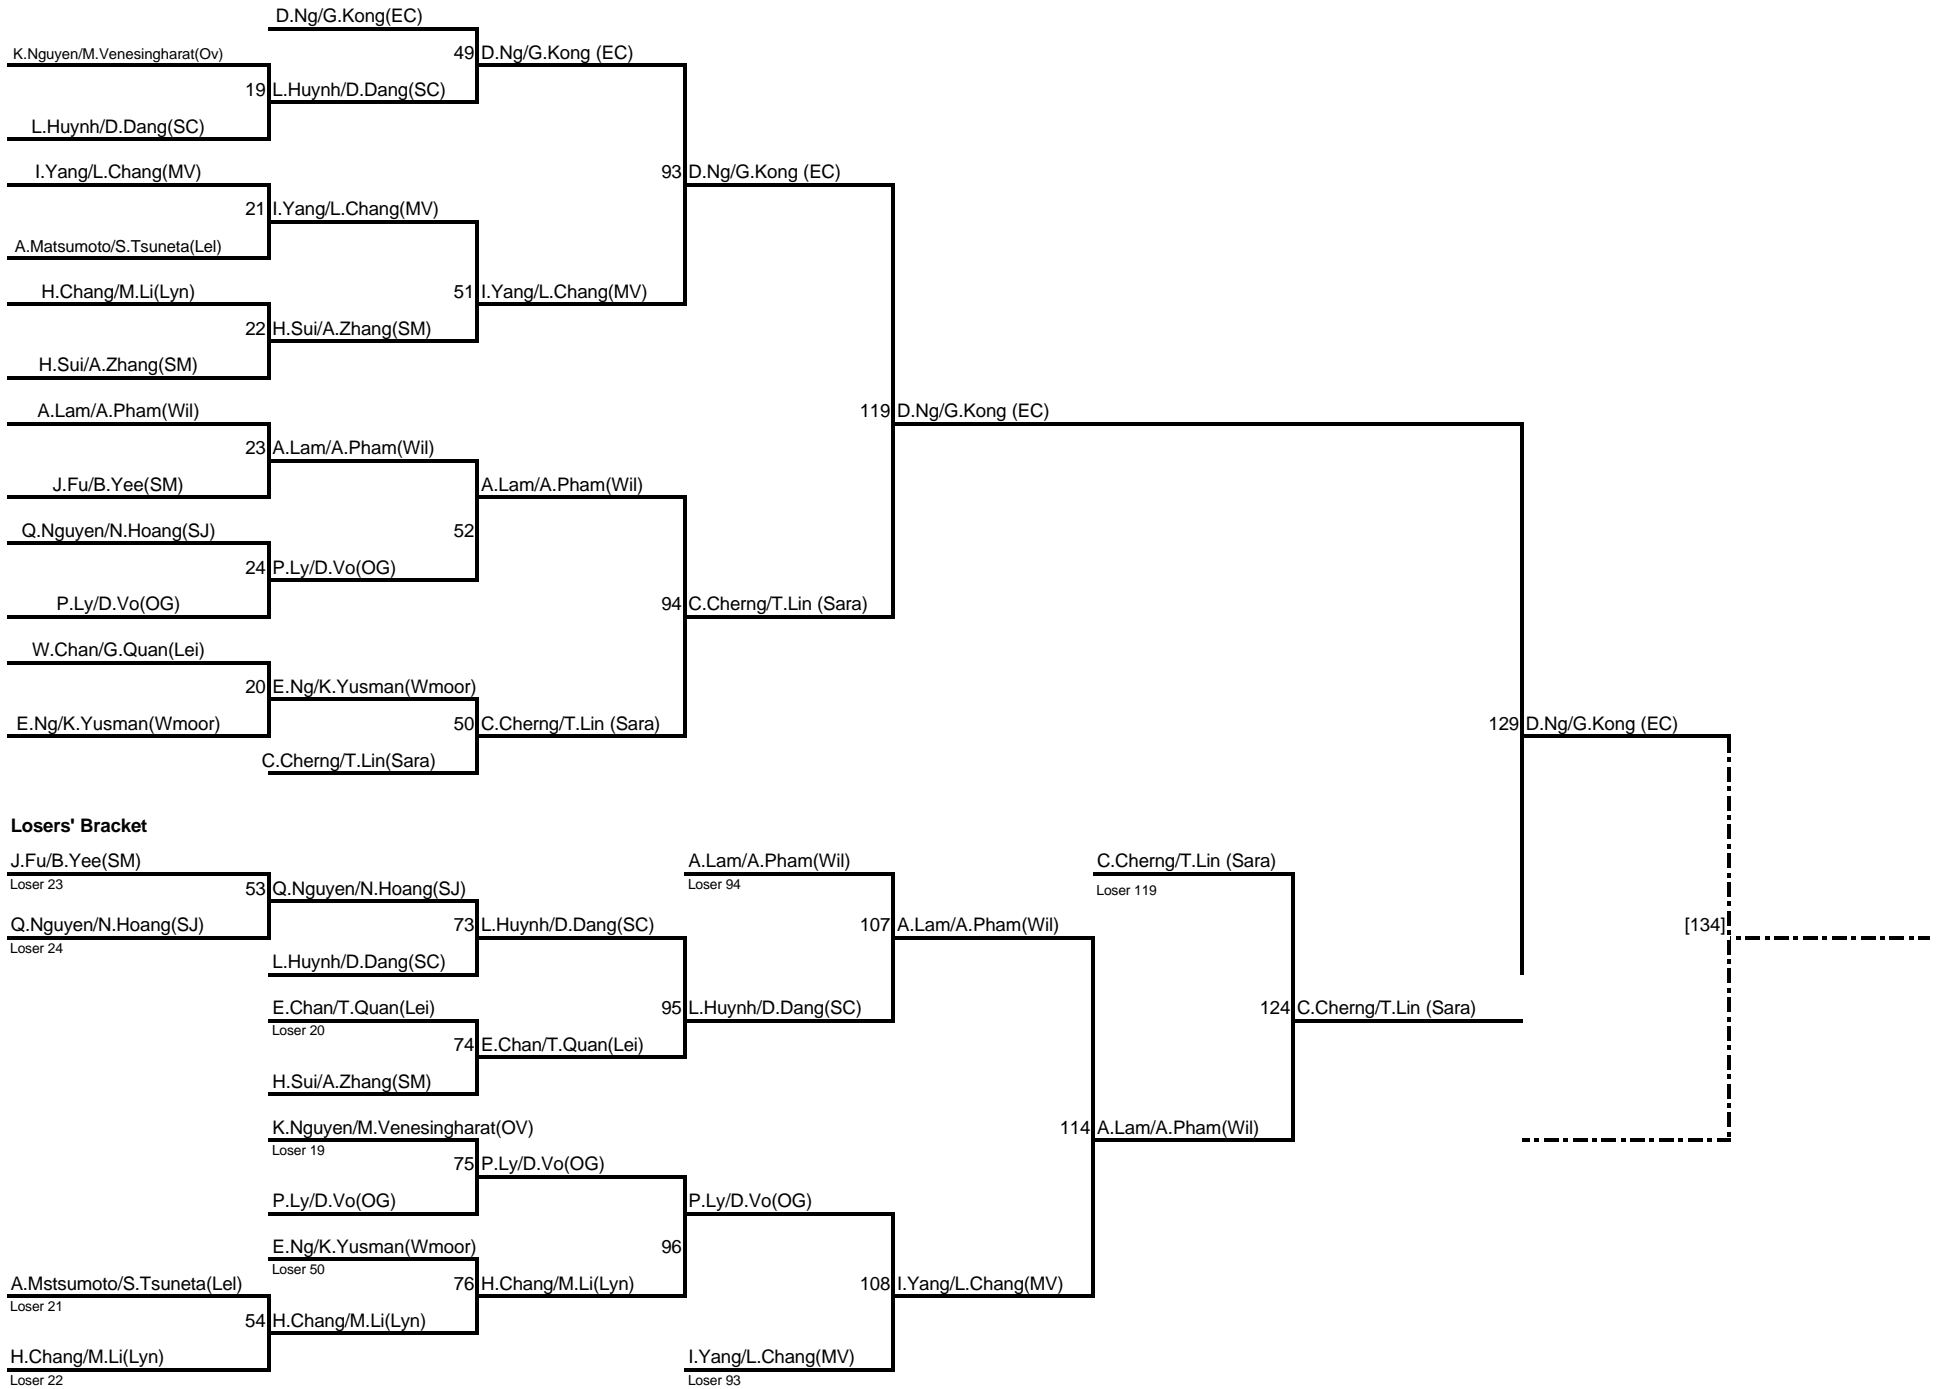 D.Ng/G.Kong(EC)
K.Nguyen/M.Venesingharat(Ov)
49 D.Ng/G.Kong (EC)
19 L.Huynh/D.Dang(SC)
L.Huynh/D.Dang(SC)
I.Yang/L.Chang(MV)
93 D.Ng/G.Kong (EC)
21 I.Yang/L.Chang(MV)
A.Matsumoto/S.Tsuneta(Lel)
H.Chang/M.Li(Lyn)
51 I.Yang/L.Chang(MV)
22 H.Sui/A.Zhang(SM)
H.Sui/A.Zhang(SM)
A.Lam/A.Pham(Wil)
119 D.Ng/G.Kong (EC)
23 A.Lam/A.Pham(Wil)
J.Fu/B.Yee(SM)
A.Lam/A.Pham(Wil)
Q.Nguyen/N.Hoang(SJ)
52
24 P.Ly/D.Vo(OG)
P.Ly/D.Vo(OG)
94 C.Cherng/T.Lin (Sara)
W.Chan/G.Quan(Lei)
20 E.Ng/K.Yusman(Wmoor)
E.Ng/K.Yusman(Wmoor)
50 C.Cherng/T.Lin (Sara)
129 D.Ng/G.Kong (EC)
C.Cherng/T.Lin(Sara)
Losers' Bracket
J.Fu/B.Yee(SM)
A.Lam/A.Pham(Wil)
C.Cherng/T.Lin (Sara)
Loser 23
53 Q.Nguyen/N.Hoang(SJ)
Loser 94
Loser 119
Q.Nguyen/N.Hoang(SJ)
73 L.Huynh/D.Dang(SC)
107 A.Lam/A.Pham(Wil)
[134]
Loser 24
L.Huynh/D.Dang(SC)
E.Chan/T.Quan(Lei)
95 L.Huynh/D.Dang(SC)
124 C.Cherng/T.Lin (Sara)
Loser 20
74 E.Chan/T.Quan(Lei)
H.Sui/A.Zhang(SM)
K.Nguyen/M.Venesingharat(OV)
114 A.Lam/A.Pham(Wil)
Loser 19
75 P.Ly/D.Vo(OG)
P.Ly/D.Vo(OG)
P.Ly/D.Vo(OG)
E.Ng/K.Yusman(Wmoor)
96
Loser 50
A.Mstsumoto/S.Tsuneta(Lel)
76 H.Chang/M.Li(Lyn)
108 I.Yang/L.Chang(MV)
Loser 21
54 H.Chang/M.Li(Lyn)
H.Chang/M.Li(Lyn)
I.Yang/L.Chang(MV)
Loser 22
Loser 93